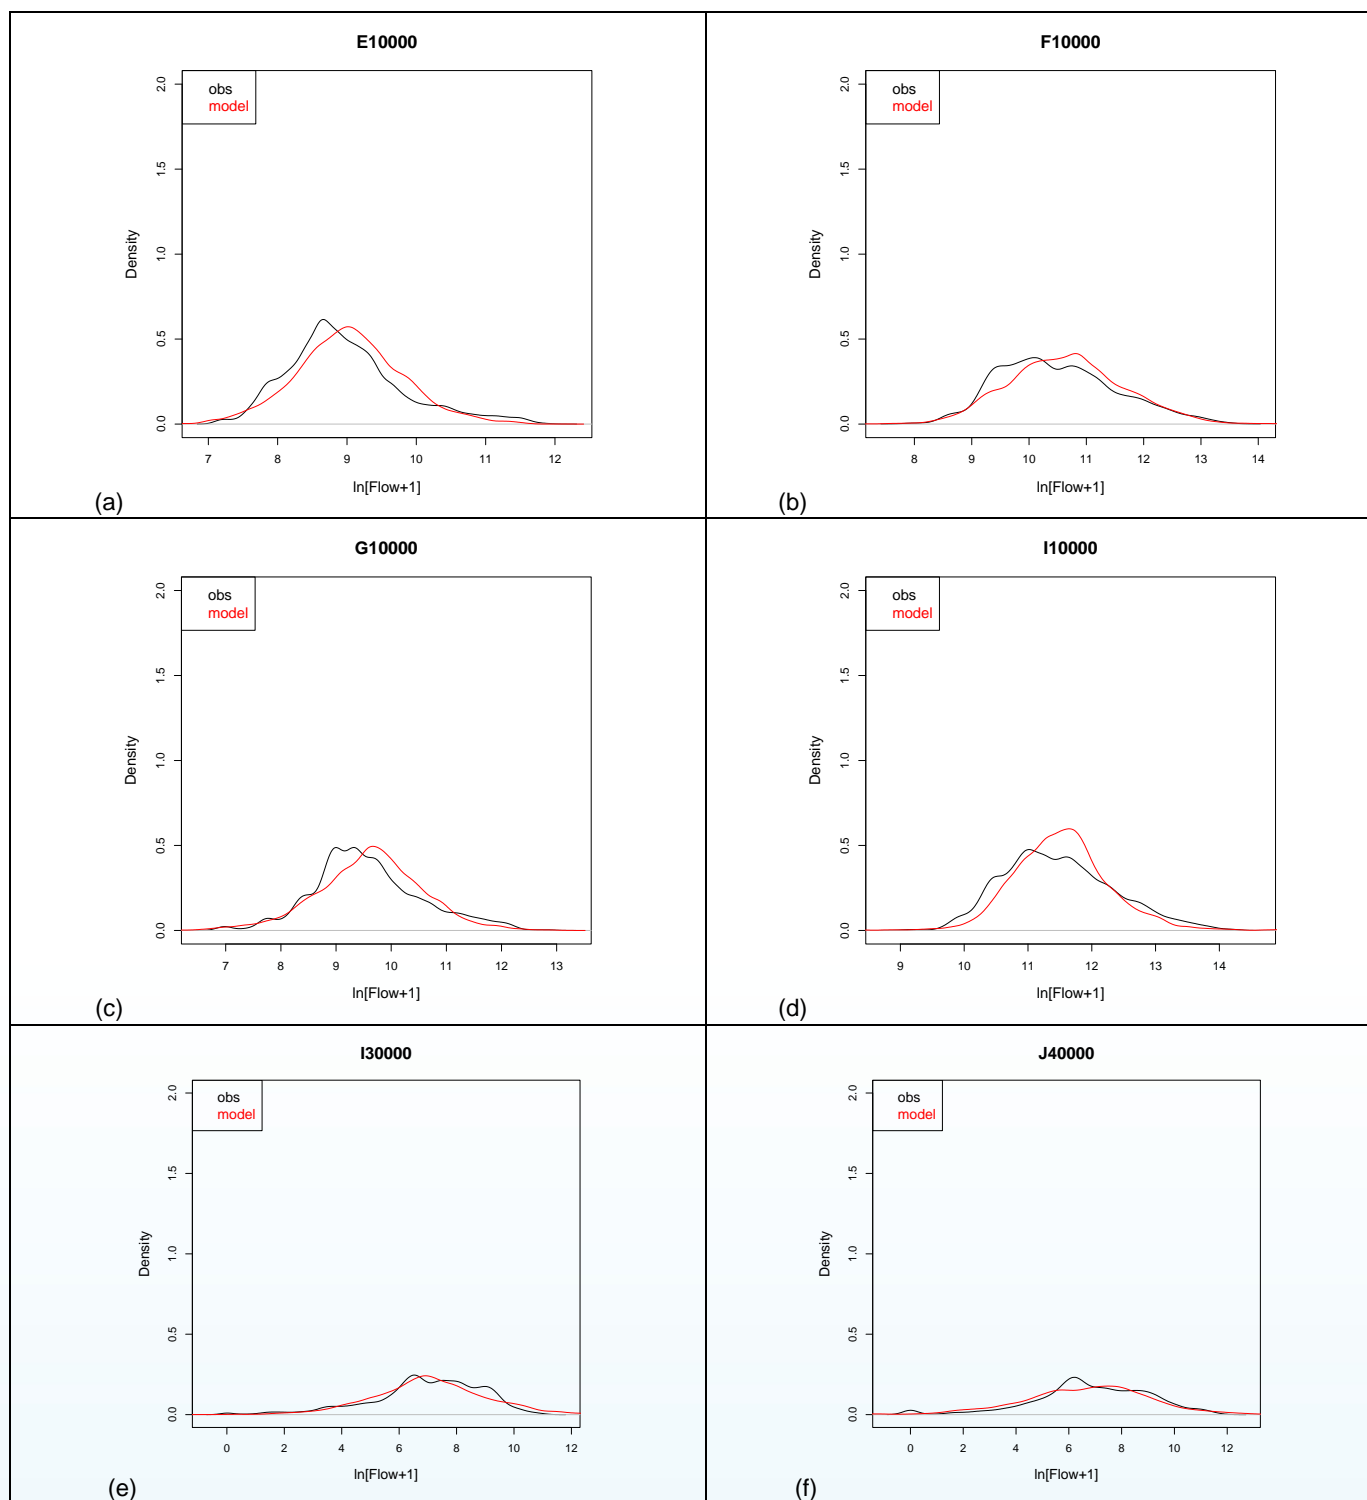 E10000
obs
model
2.0
1.5
1.0
0.5
0.0
Density
7 8 9 10 11 12
ln[Flow+1]
(a)
F10000
obs
model
2.0
1.5
1.0
0.5
0.0
Density
8 9 10 11 12 13 14
ln[Flow+1]
(b)
G10000
obs
model
2.0
1.5
1.0
0.5
0.0
Density
7 8 9 10 11 12 13
ln[Flow+1]
(c)
I10000
obs
model
2.0
1.5
1.0
0.5
0.0
Density
9 10 11 12 13 14
ln[Flow+1]
(d)
I30000
obs
model
2.0
1.5
1.0
0.5
0.0
Density
0 2 4 6 8 10 12
ln[Flow+1]
(e)
J40000
obs
model
2.0
1.5
1.0
0.5
0.0
Density
0 2 4 6 8 10 12
ln[Flow+1]
(f)